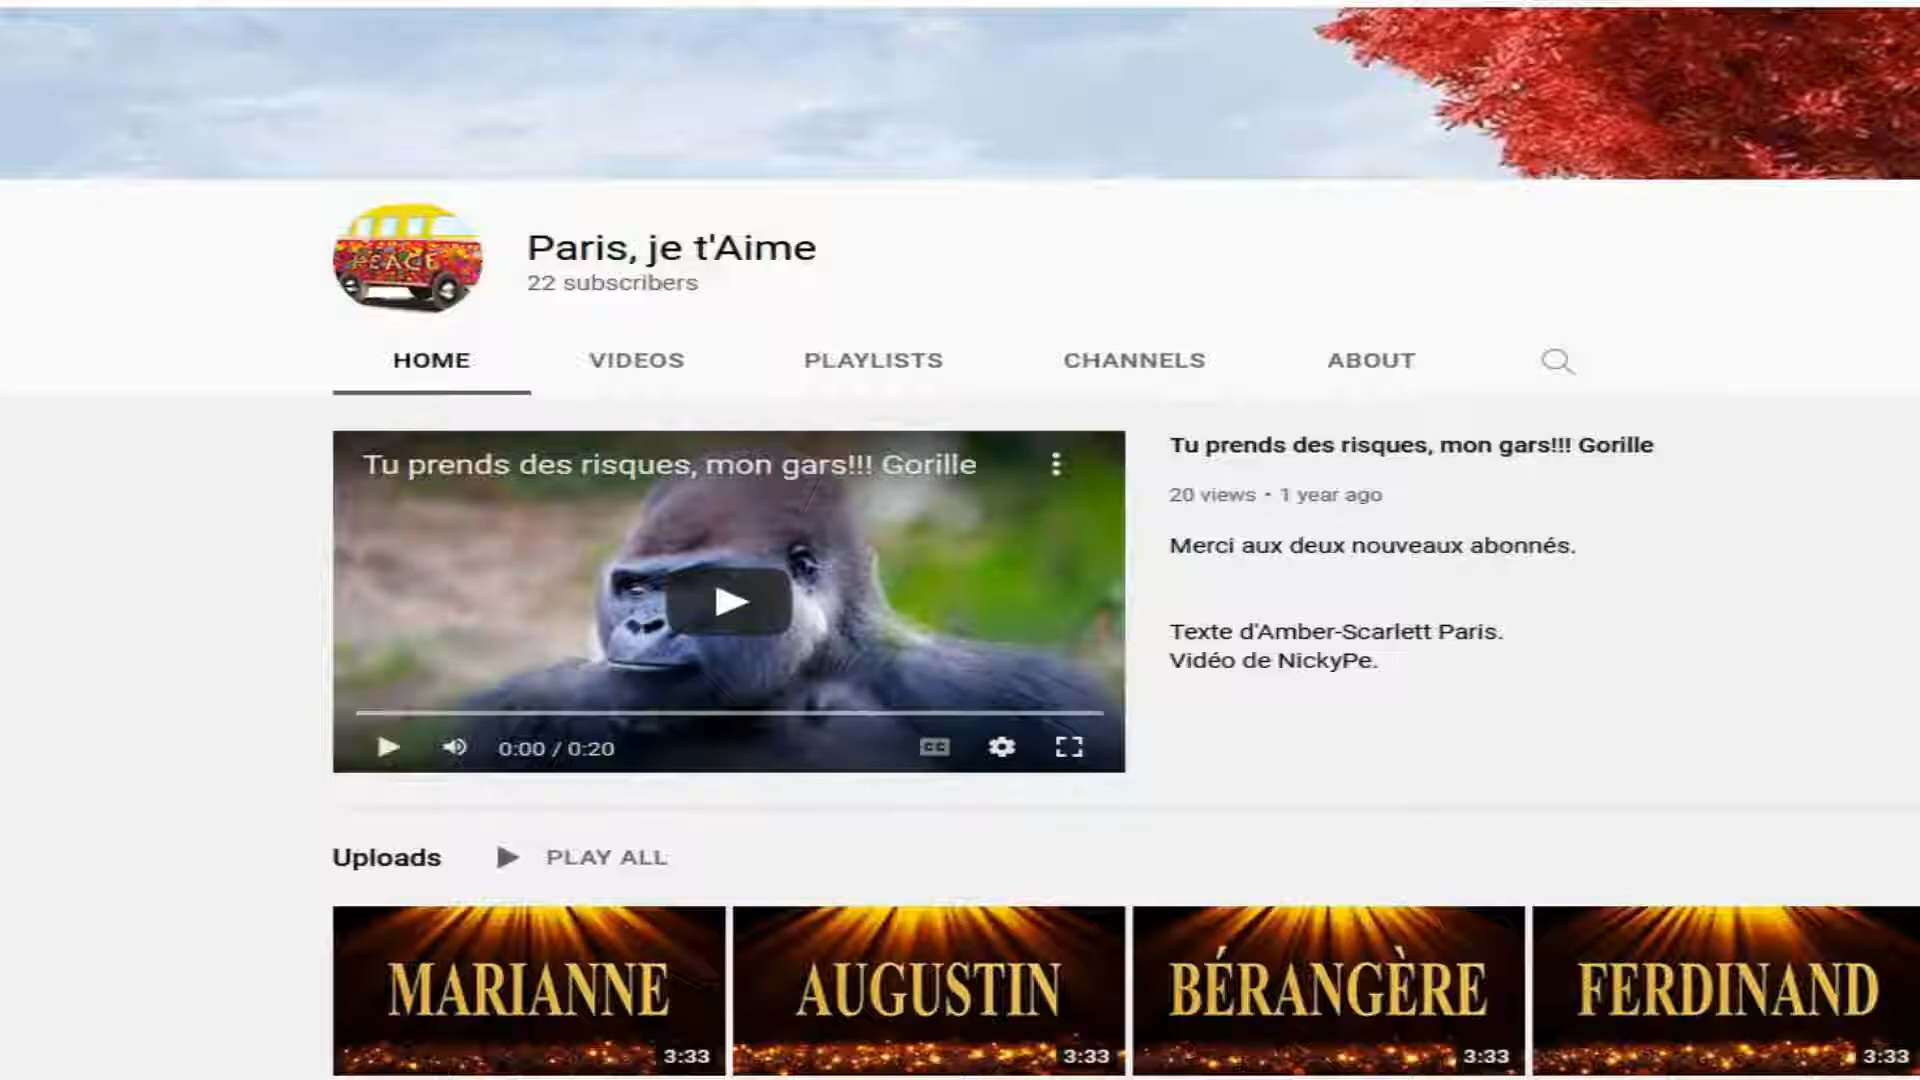 PEACE
Paris, je t'Aime
22 subscribers
HOME VIDEOS PLAYLISTS CHANNELS ABOUT
Tu prends des risques, mon gars!!! Gorille
0:00 / 0:20
CC
Tu prends des risques, mon gars!!! Gorille
20 views • 1 year ago
Merci aux deux nouveaux abonnés.
Texte d'Amber-Scarlett Paris.
Vidéo de NickyPe.
Uploads PLAY ALL
MARIANNE
3:33
AUGUSTIN
3:33
BÉRANGÈRE
3:33
FERDINAND
3:33